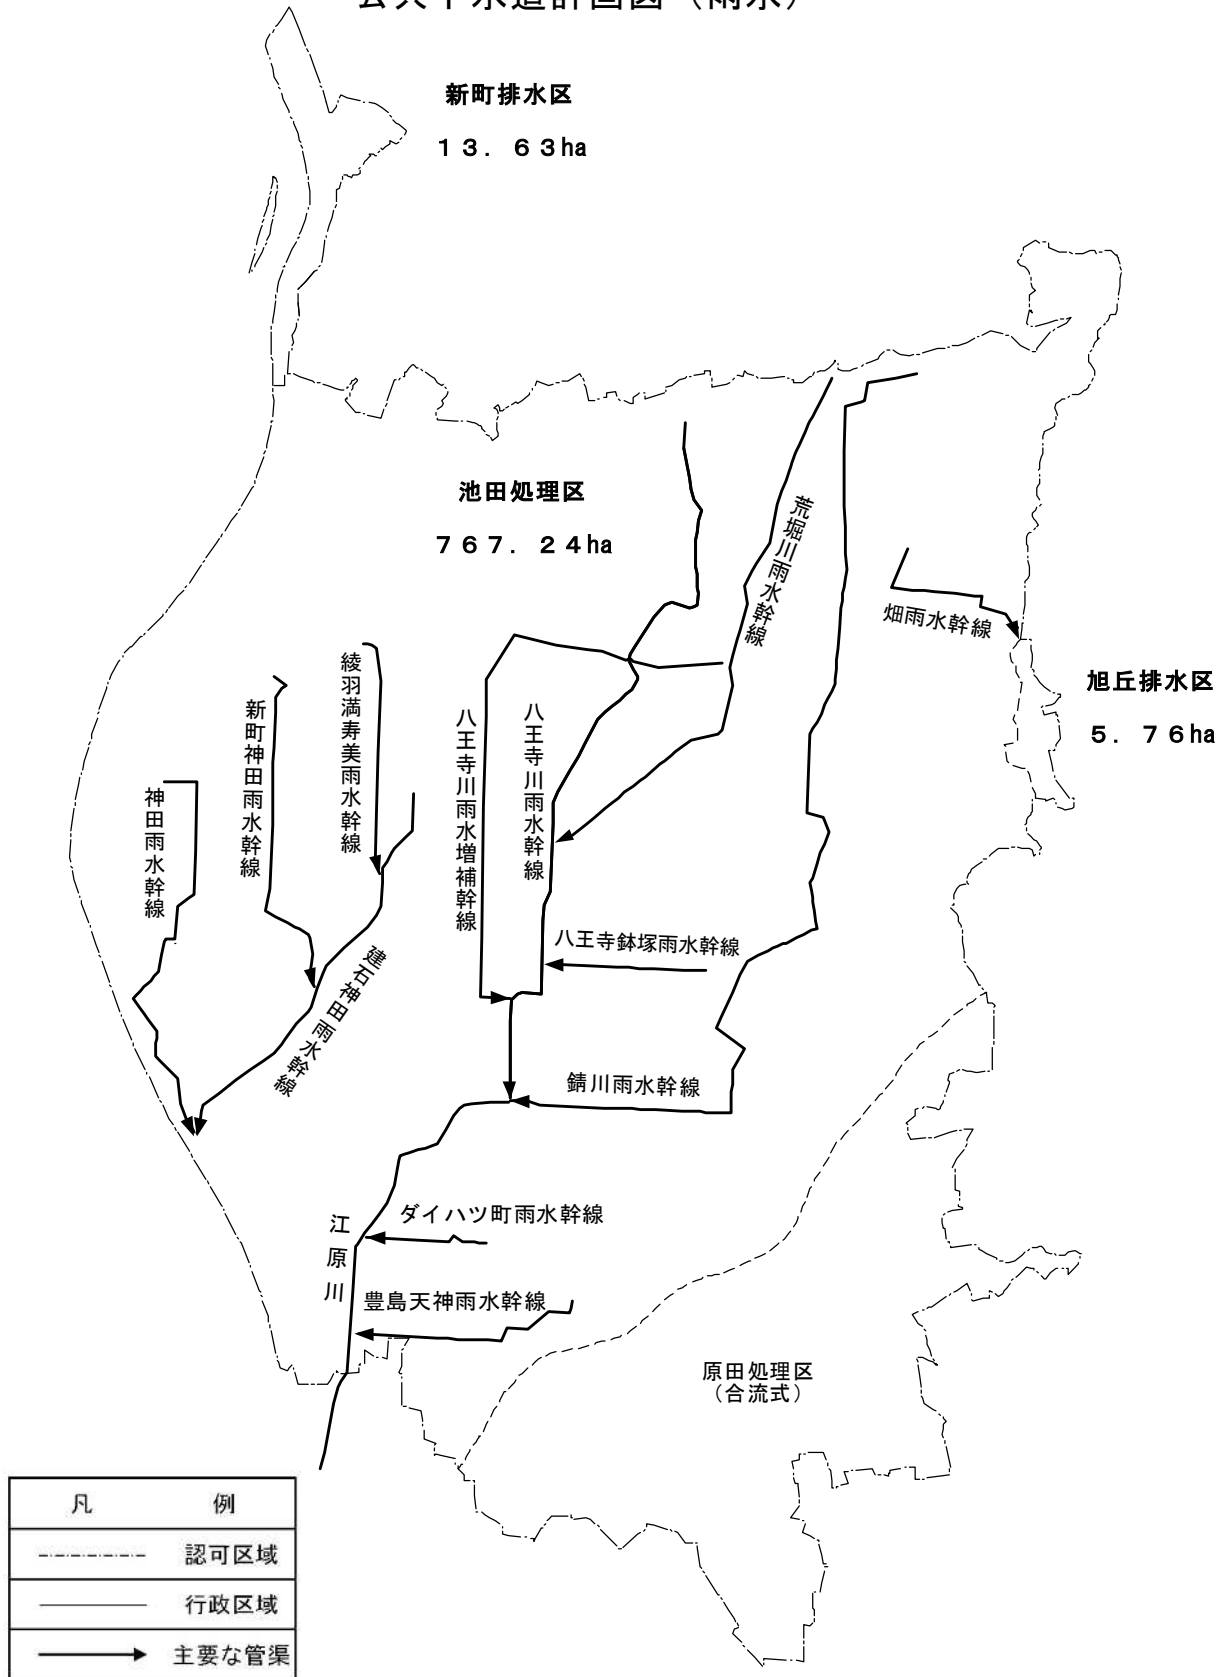 公共下水道計画図(雨水)
新町排水区
13.63ha
池田処理区
767.24ha
荒堀川雨水幹線
畑雨水幹線
旭丘排水区
5.76ha
綾羽満寿美雨水幹線
新町神田雨水幹線
神田雨水幹線
八王寺川雨水増補幹線
八王寺川雨水幹線
八王寺鉢塚雨水幹線
建石神田雨水幹線
錆川雨水幹線
ダイハツ町雨水幹線
江原川
豊島天神雨水幹線
原田処理区
(合流式)
凡 例
認可区域
行政区域
主要な管渠